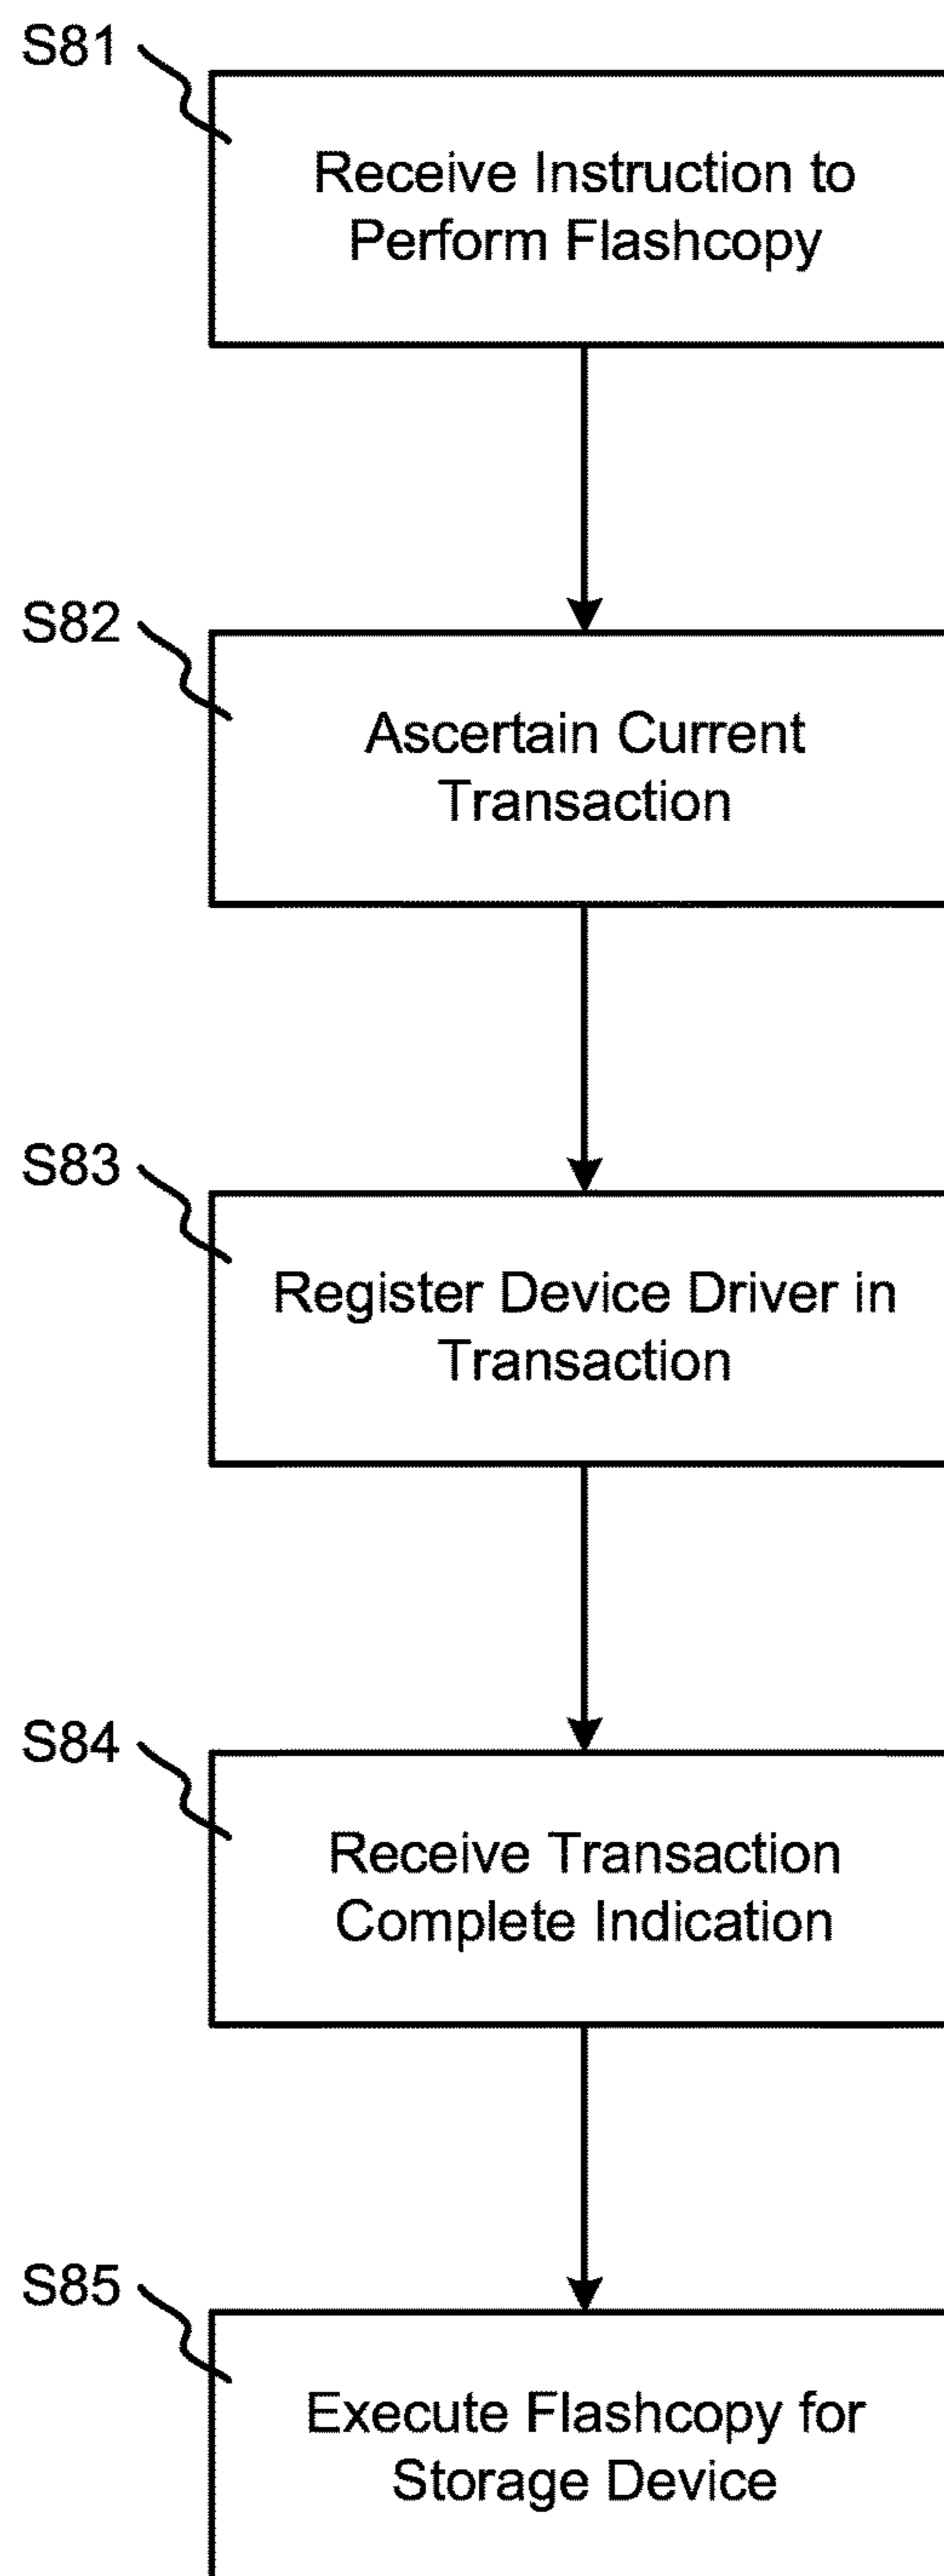 S81
Receive Instruction to
Perform Flashcopy
S82
Ascertain Current
Transaction
S83
Register Device Driver in
Transaction
S84
Receive Transaction
Complete Indication
S85
Execute Flashcopy for
Storage Device